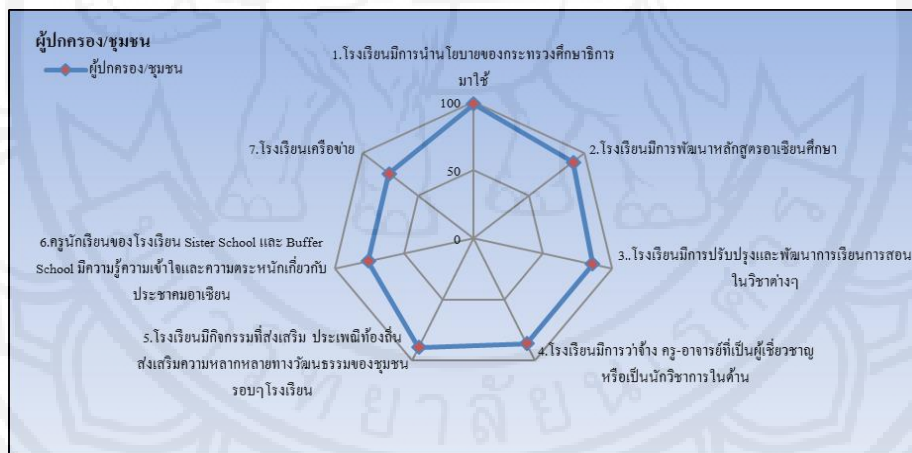 ผู้ปกครอง/ชุมชน
ผู้ปกครอง/ชุมชน
1.โรงเรียนมีการนำนโยบายของกระทรวงศึกษาธิการ
มาใช้
100
50
0
2.โรงเรียนมีการพัฒนาหลักสูตรอาเซียนศึกษา
3..โรงเรียนมีการปรับปรุงและพัฒนาการเรียนการสอน
ในวิชาต่างๆ
4.โรงเรียนมีการว่าจ้าง ครู-อาจารย์ที่เป็นผู้เชี่ยวชาญ
หรือเป็นนักวิชาการในด้าน
5.โรงเรียนมีกิจกรรมที่ส่งเสริม ประเพณีท้องถิ่น
ส่งเสริมความหลากหลายทางวัฒนธรรมของชุมชน
รอบๆโรงเรียน
6.ครูนักเรียนของโรงเรียน Sister School และ Buffer
School มีความรู้ความเข้าใจและความตระหนักเกี่ยวกับ
ประชาคมอาเซียน
7.โรงเรียนเครือข่าย